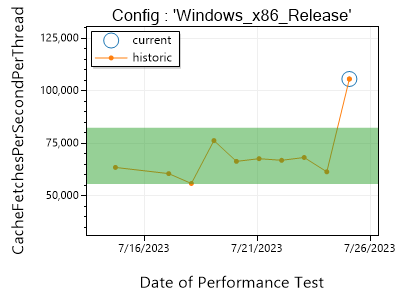 Config : 'Windows_x86_Release'
current
historic
125,000
100,000
75,000
50,000
CacheFetchesPerSecondPerThread
7/16/2023 7/21/2023 7/26/2023
Date of Performance Test